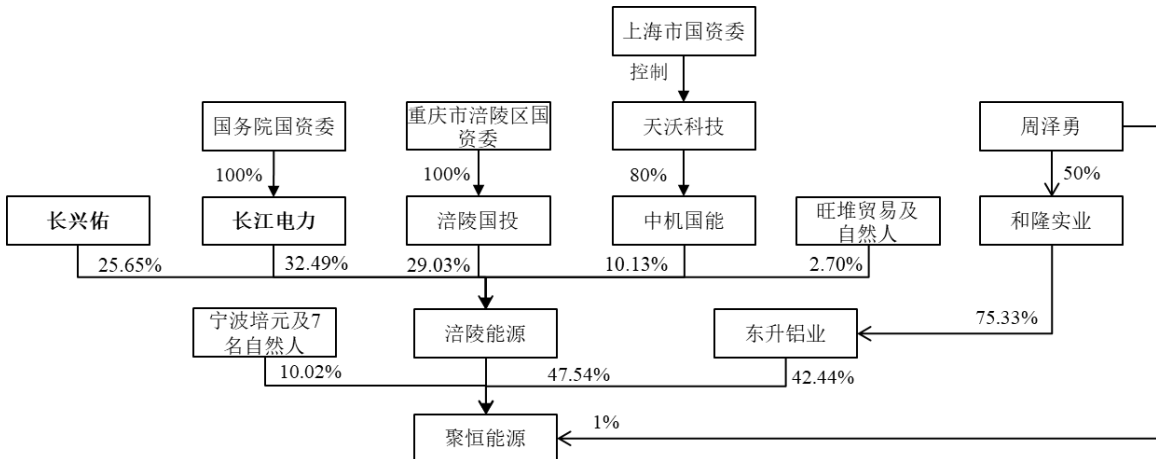 上海市国资委
控制
国务院国资委
重庆市涪陵区国
资委
天沃科技
周泽勇
100%
100%
80%
50%
长兴佑
长江电力
涪陵国投
中机国能
旺堆贸易及
自然人
和隆实业
25.65%
32.49%
29.03%
10.13%
2.70%
宁波培元及7
名自然人
涪陵能源
东升铝业
75.33%
10.02%
47.54%
42.44%
聚恒能源
1%